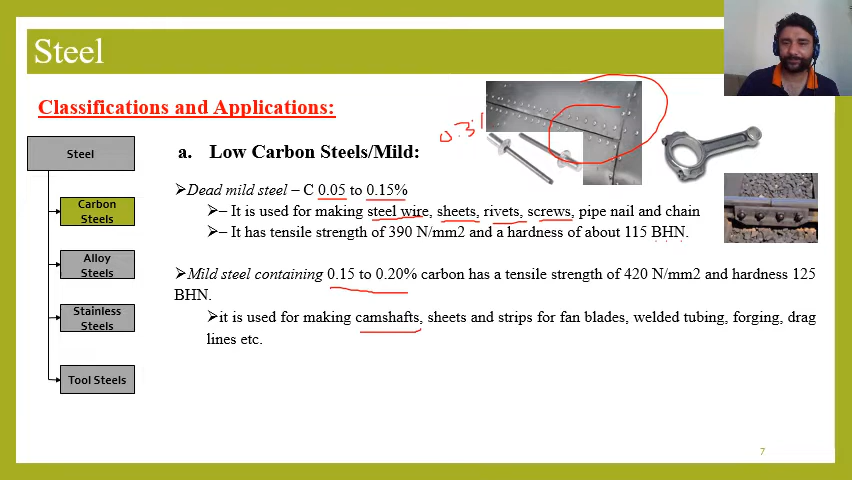 Steel
Classifications and Applications:
0.3%
Steel
Carbon
Steels
Alloy
Steels
Stainless
Steels
Tool Steels
a. Low Carbon Steels/Mild:
➢Dead mild steel – C 0.05 to 0.15%
➢– It is used for making steel wire, sheets, rivets, screws, pipe nail and chain
➢– It has tensile strength of 390 N/mm2 and a hardness of about 115 BHN.
➢Mild steel containing 0.15 to 0.20% carbon has a tensile strength of 420 N/mm2 and hardness 125
BHN.
➢it is used for making camshafts, sheets and strips for fan blades, welded tubing, forging, drag
lines etc.
7